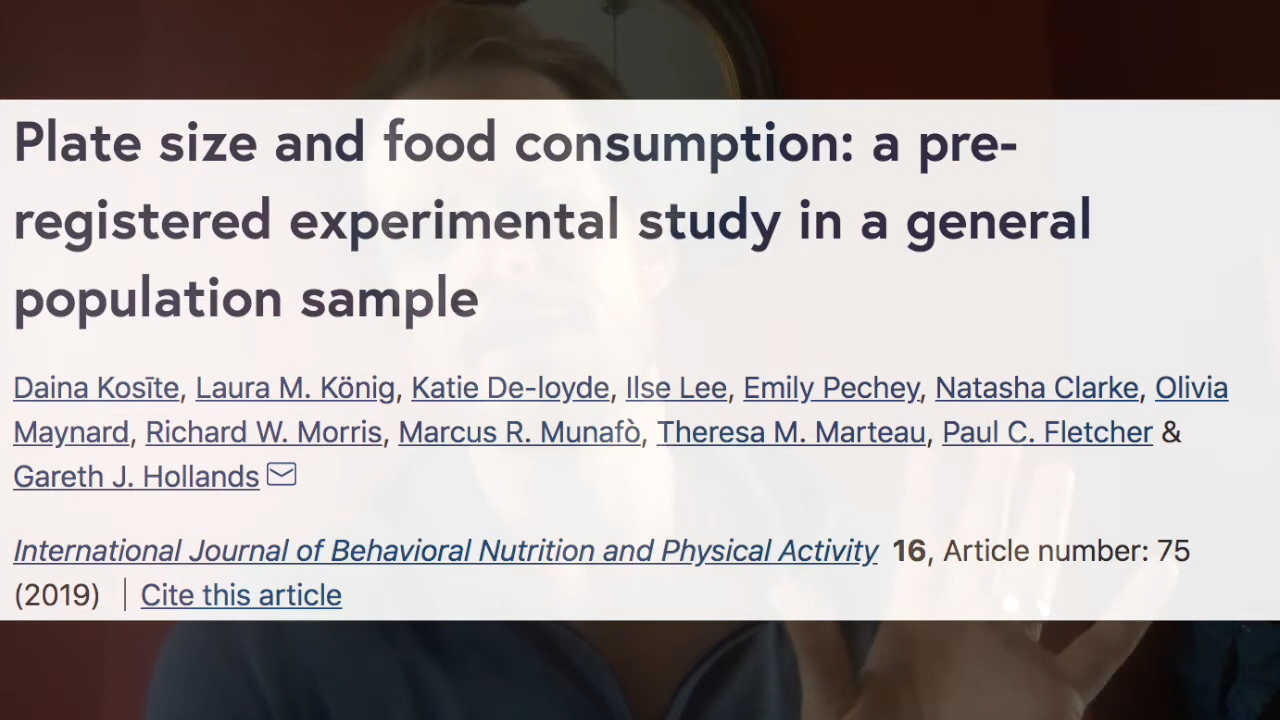 Plate size and food consumption: a pre-
registered experimental study in a general
population sample
Daina Kosīte, Laura M. König, Katie De-loyde, Ilse Lee, Emily Pechey, Natasha Clarke, Olivia
Maynard, Richard W. Morris, Marcus R. Munafò, Theresa M. Marteau, Paul C. Fletcher &
Gareth J. Hollands
International Journal of Behavioral Nutrition and Physical Activity 16, Article number: 75
(2019) | Cite this article